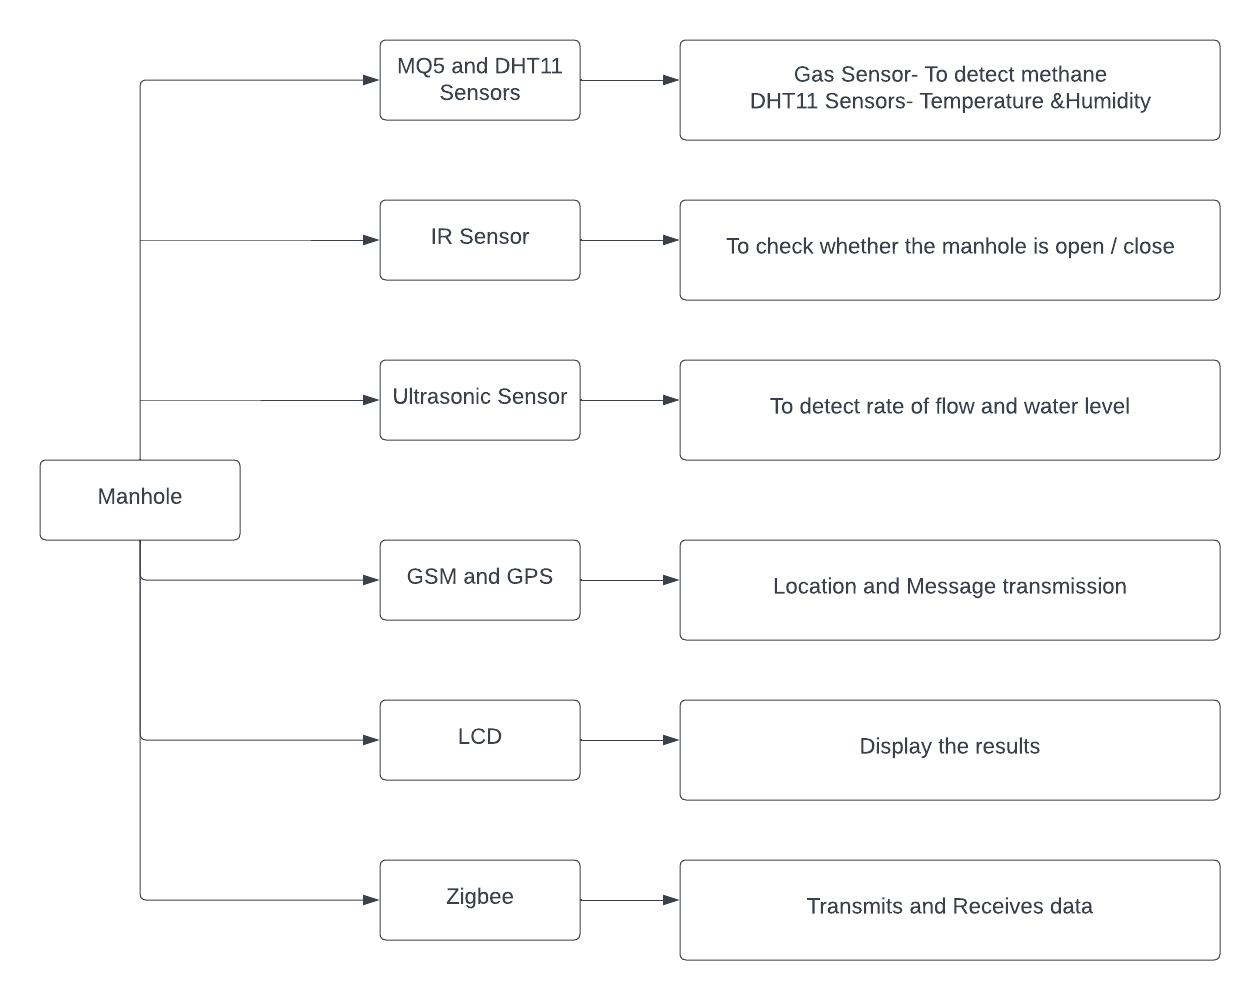 MQ5 and DHT11
Sensors
Gas Sensor- To detect methane
DHT11 Sensors- Temperature &Humidity
IR Sensor
To check whether the manhole is open / close
Ultrasonic Sensor
To detect rate of flow and water level
Manhole
GSM and GPS
Location and Message transmission
LCD
Display the results
Zigbee
Transmits and Receives data